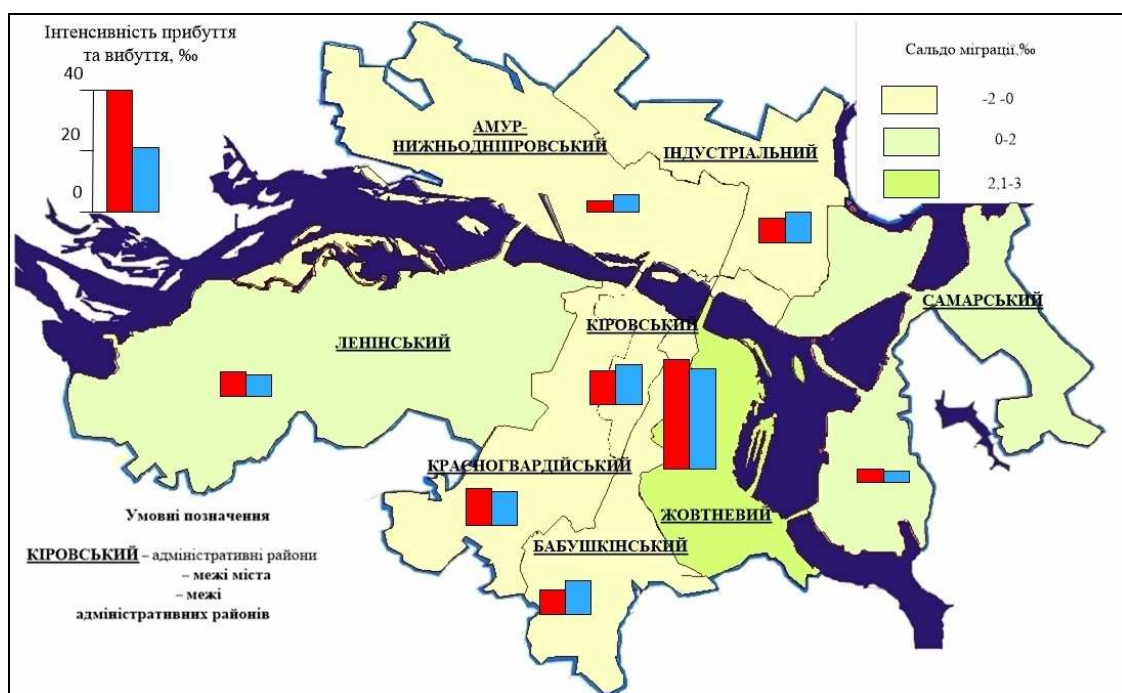 Інтенсивність прибуття
та вибуття, ‰
40
20
0
Сальдо міграції,‰
-2 -0
0-2
2,1-3
АМУР-
НИЖНЬОДНІПРОВСЬКИЙ
ІНДУСТРІАЛЬНИЙ
САМАРСЬКИЙ
КІРОВСЬКИЙ
ЛЕНІНСЬКИЙ
КРАСНОГВАРДІЙСЬКИЙ
ЖОВТНЕВИЙ
БАБУШКІНСЬКИЙ
Умовні позначення
КІРОВСЬКИЙ – адміністративні райони
– межі міста
– межі
адміністративних районів